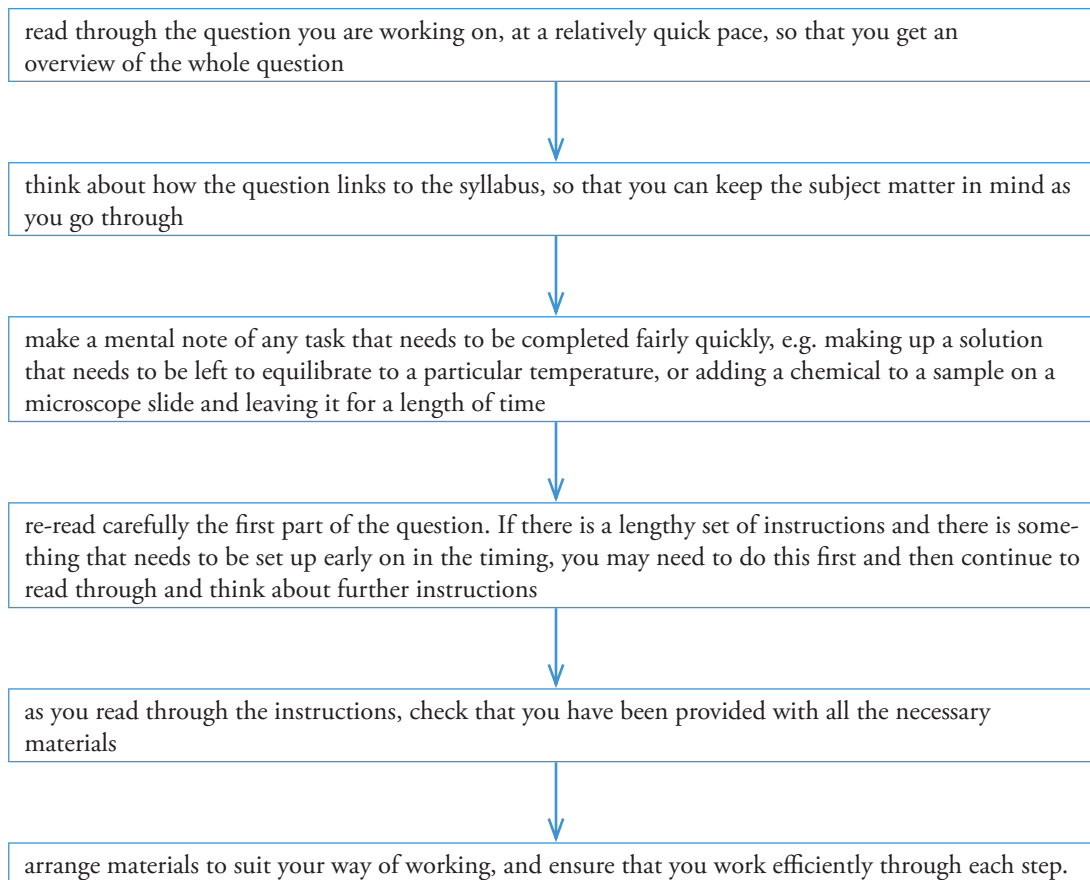 read through the question you are working on, at a relatively quick pace, so that you get an
overview of the whole question
think about how the question links to the syllabus, so that you can keep the subject matter in mind as
you go through
make a mental note of any task that needs to be completed fairly quickly, e.g. making up a solution
that needs to be left to equilibrate to a particular temperature, or adding a chemical to a sample on a
microscope slide and leaving it for a length of time
re-read carefully the first part of the question. If there is a lengthy set of instructions and there is some-
thing that needs to be set up early on in the timing, you may need to do this first and then continue to
read through and think about further instructions
as you read through the instructions, check that you have been provided with all the necessary
materials
arrange materials to suit your way of working, and ensure that you work efficiently through each step.